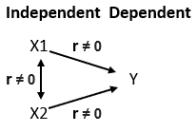 Independent Dependent
X1 r ≠ 0
r ≠ 0 Y
X2 r ≠ 0